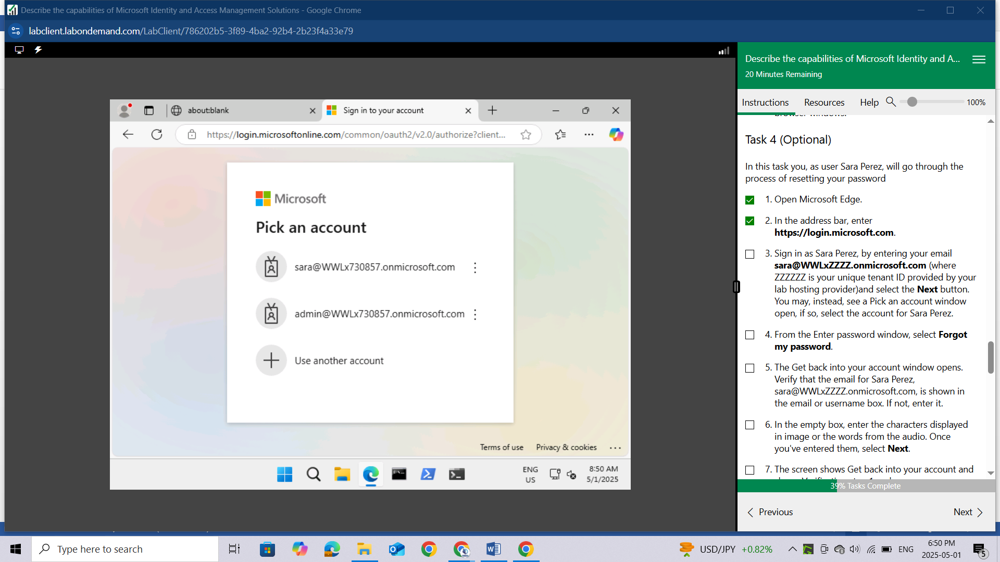 Describe the capabilities of Microsoft Identity and Access Management Solutions - Google Chrome
labclient.labondemand.com/LabClient/786202b5-3f89-4ba2-92b4-2b23f4a33e79
about:blank
Sign in to your account
https://login.microsoftonline.com/common/oauth2/v2.0/authorize?client...
Microsoft
Pick an account
sara@WWLx730857.onmicrosoft.com
admin@WWLx730857.onmicrosoft.com
Use another account
Terms of use
Privacy & cookies
ENG
US
8:50 AM
5/1/2025
Describe the capabilities of Microsoft Identity and A...
20 Minutes Remaining
Instructions
Resources
Help
100%
browser windows.
Task 4 (Optional)
In this task you, as user Sara Perez, will go through the
process of resetting your password
1. Open Microsoft Edge.
2. In the address bar, enter
https://login.microsoft.com.
3. Sign in as Sara Perez, by entering your email
sara@WWLxZZZZ.onmicrosoft.com (where
ZZZZZZ is your unique tenant ID provided by your
lab hosting provider)and select the Next button.
You may, instead, see a Pick an account window
open, if so, select the account for Sara Perez.
4. From the Enter password window, select Forgot
my password.
5. The Get back into your account window opens.
Verify that the email for Sara Perez,
sara@WWLxZZZZ.onmicrosoft.com, is shown in
the email or username box. If not, enter it.
6. In the empty box, enter the characters displayed
in image or the words from the audio. Once
you've entered them, select Next.
7. The screen shows Get back into your account and
39% Tasks Complete
Previous
Next
Type here to search
USD/JPY +0.82%
ENG
6:50 PM
2025-05-01
5